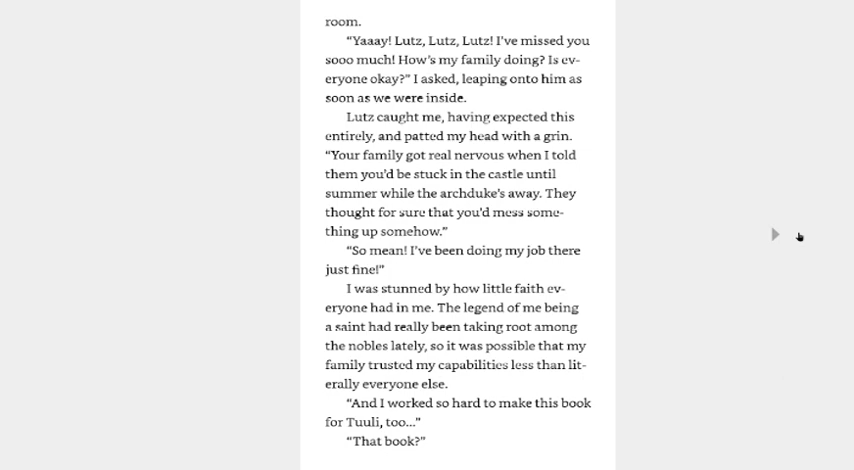 room.
“Yaaay! Lutz, Lutz, Lutz! I’ve missed you
sooo much! How’s my family doing? Is ev-
eryone okay?” I asked, leaping onto him as
soon as we were inside.
Lutz caught me, having expected this
entirely, and patted my head with a grin.
“Your family got real nervous when I told
them you’d be stuck in the castle until
summer while the archduke’s away. They
thought for sure that you’d mess some-
thing up somehow.”
“So mean! I’ve been doing my job there
just fine!”
I was stunned by how little faith ev-
eryone had in me. The legend of me being
a saint had really been taking root among
the nobles lately, so it was possible that my
family trusted my capabilities less than lit-
erally everyone else.
“And I worked so hard to make this book
for Tuuli, too...”
“That book?”